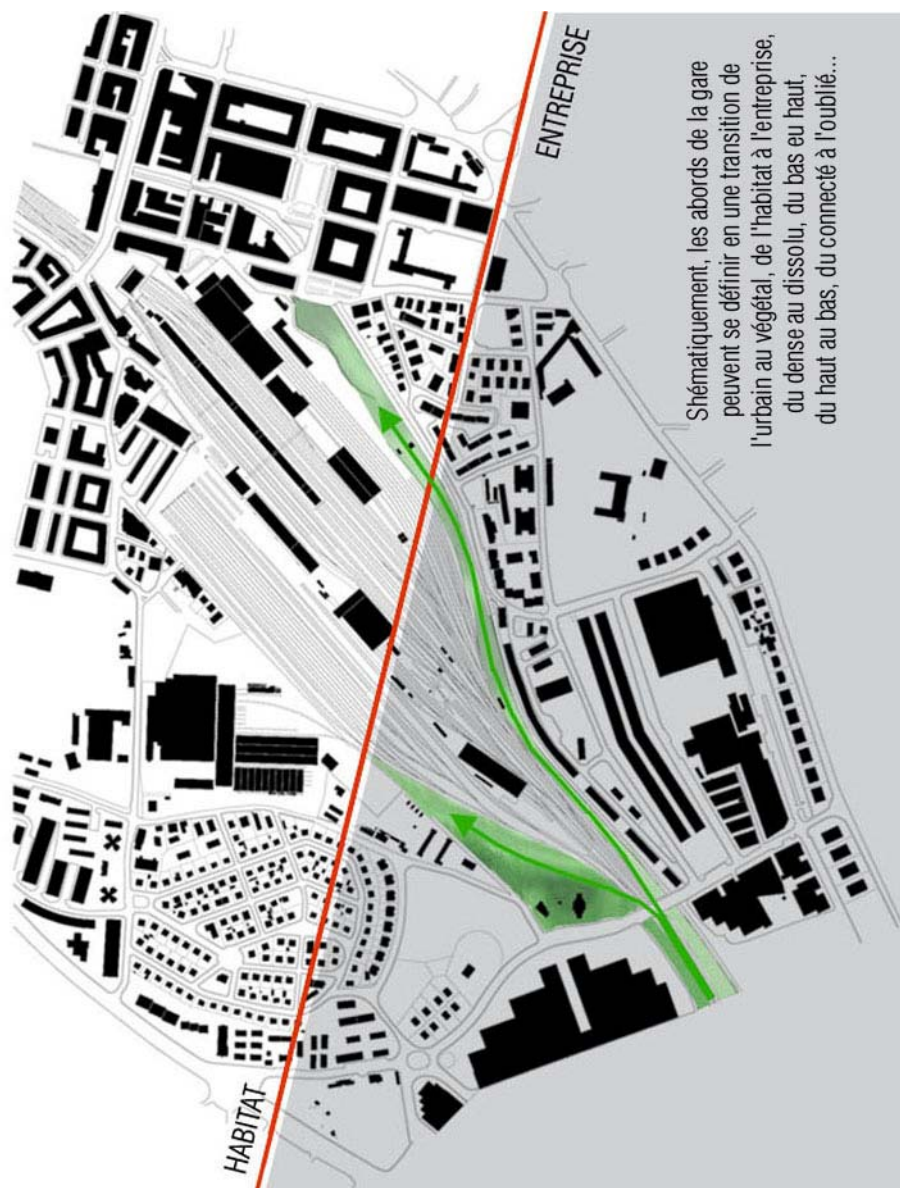 HABITAT
ENTREPRISE
Shématiquement, les abords de la gare
peuvent se définir en une transition de
l'urbain au végétal, de l'habitat à l'entreprise,
du dense au dissolu, du bas eu haut,
du haut au bas, du connecté à l'oublié...